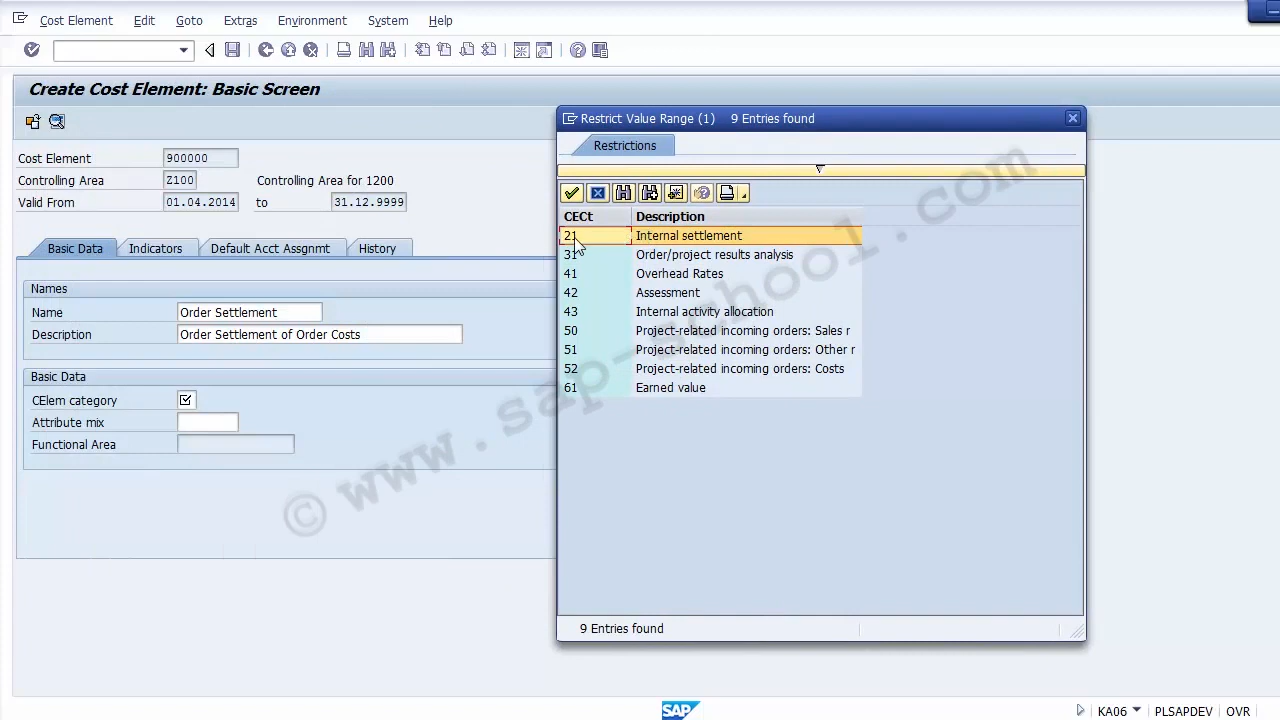 Cost Element Edit Goto Extras Environment System Help
Create Cost Element: Basic Screen
Cost Element 900000
Controlling Area Z100 Controlling Area for 1200
Valid From 01.04.2014 to 31.12.9999
Basic Data Indicators Default Acct Assgnmt History
Names
Name Order Settlement
Description Order Settlement of Order Costs
Basic Data
CElem category
Attribute mix
Functional Area
Restrict Value Range (1) 9 Entries found
Restrictions
CECt Description
21 Internal settlement
31 Order/project results analysis
41 Overhead Rates
42 Assessment
43 Internal activity allocation
50 Project-related incoming orders: Sales r
51 Project-related incoming orders: Other r
52 Project-related incoming orders: Costs
61 Earned value
9 Entries found
© www.sap-school.com
SAP
KA06 PLSAPDEV OVR